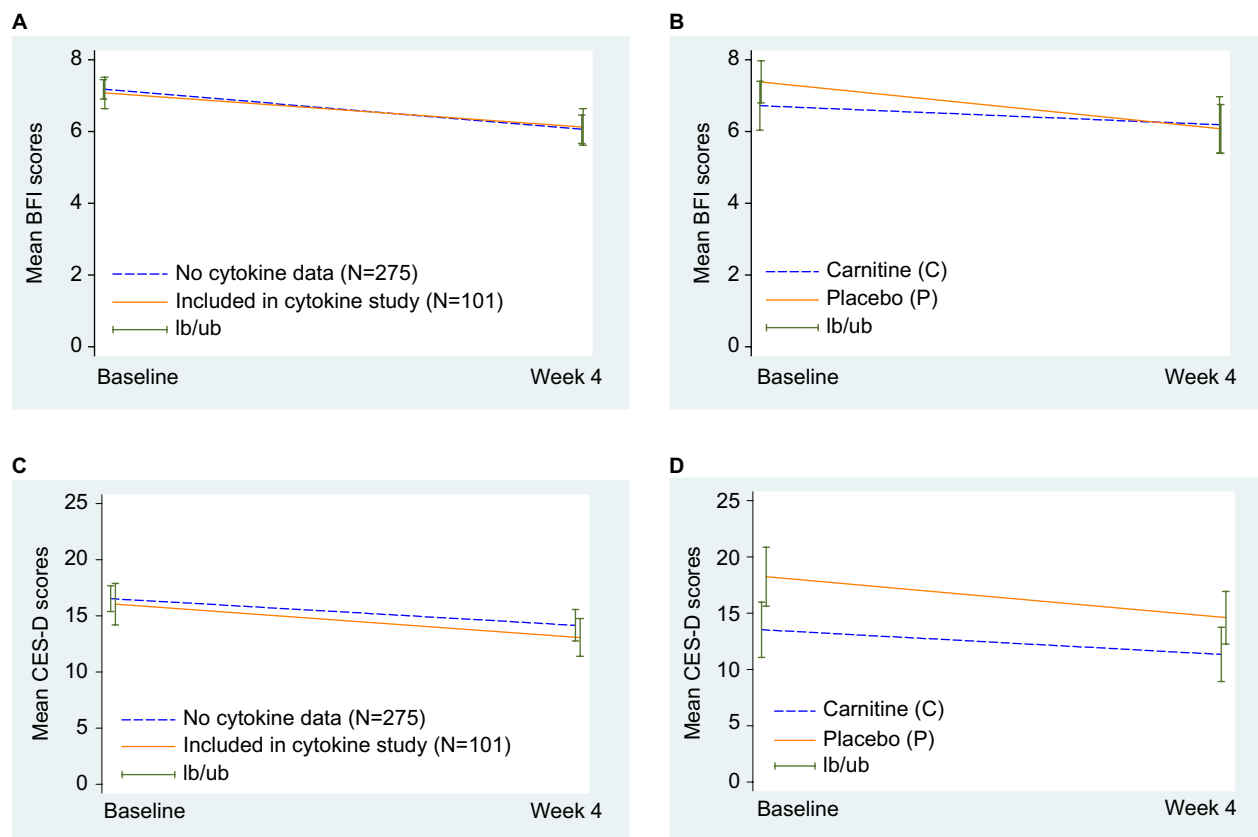 A
Mean BFI scores
8
6
4
2
0
No cytokine data (N=275)
Included in cytokine study (N=101)
lb/ub
Baseline
Week 4
B
Mean BFI scores
8
6
4
2
0
Carnitine (C)
Placebo (P)
lb/ub
Baseline
Week 4
C
Mean CES-D scores
25
20
15
10
5
0
No cytokine data (N=275)
Included in cytokine study (N=101)
lb/ub
Baseline
Week 4
D
Mean CES-D scores
25
20
15
10
5
0
Carnitine (C)
Placebo (P)
lb/ub
Baseline
Week 4